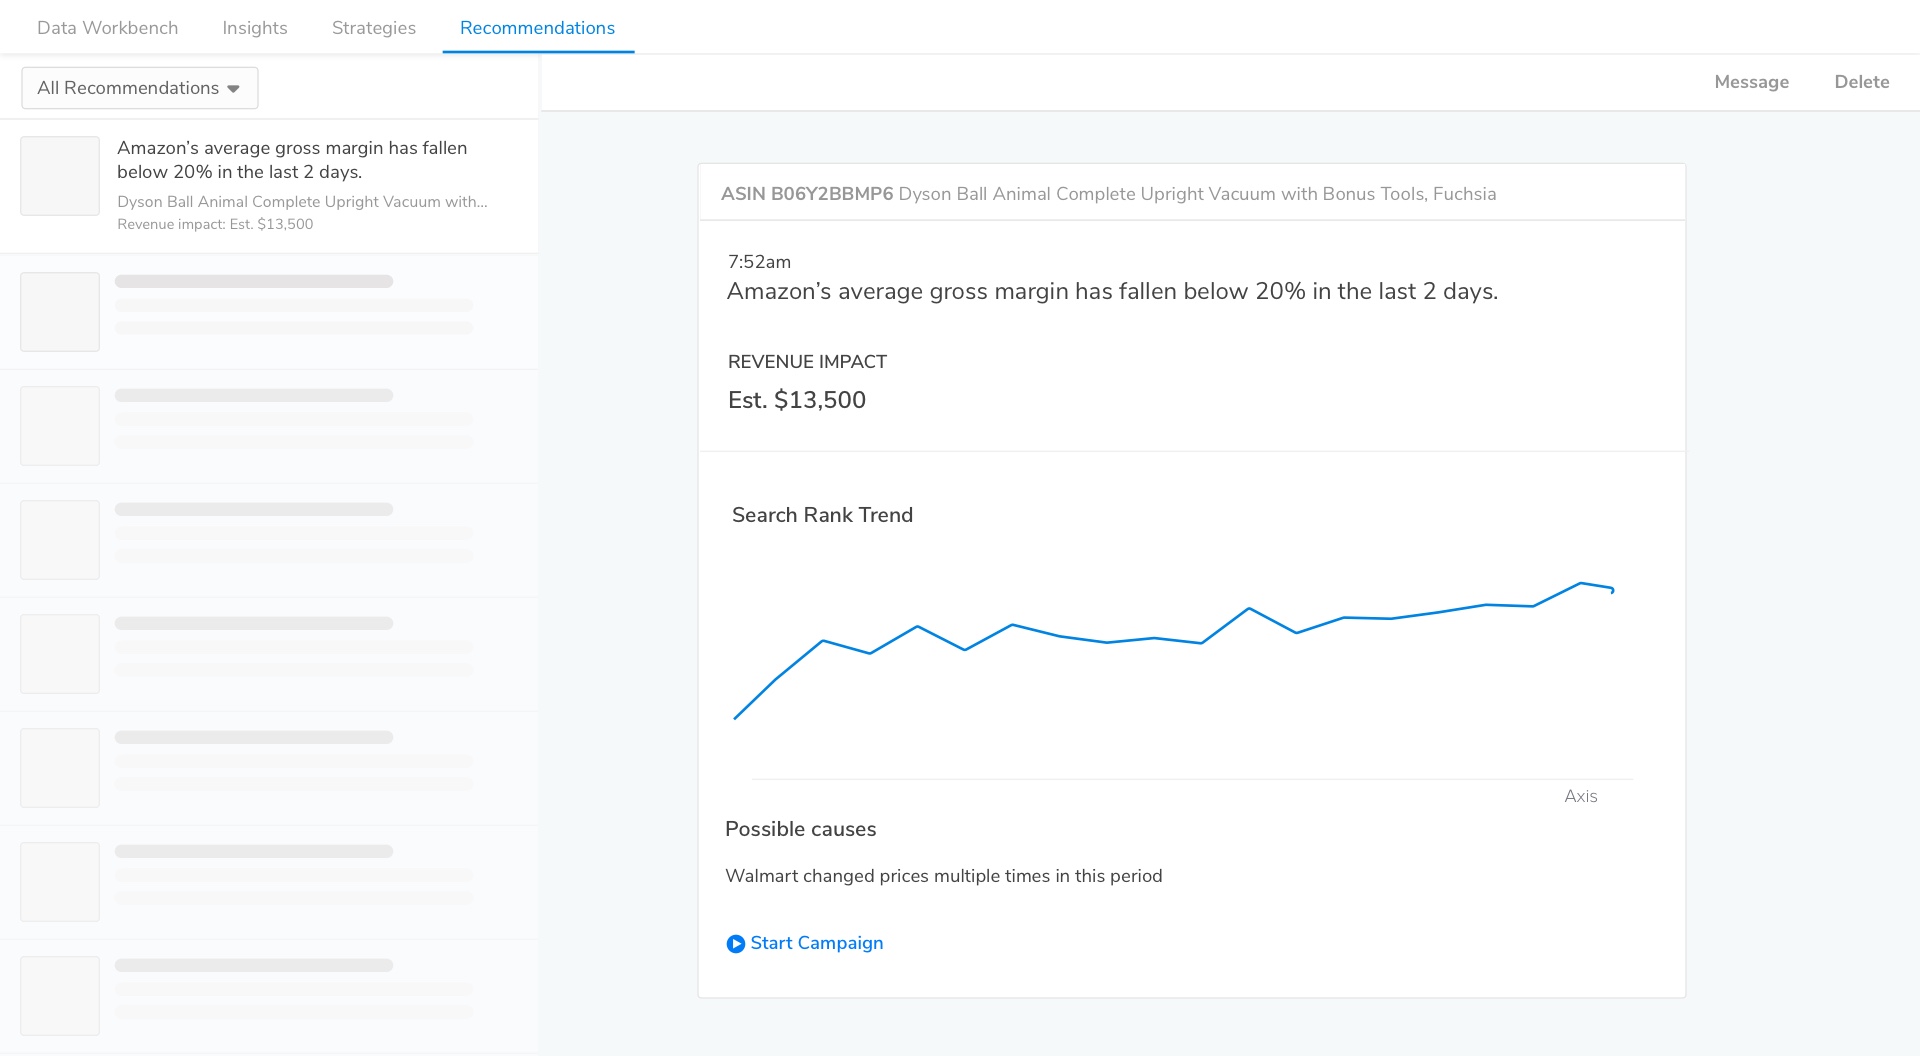 Data Workbench
Insights
Strategies
Recommendations
All Recommendations
Message
Delete
Amazon’s average gross margin has fallen
below 20% in the last 2 days.
Dyson Ball Animal Complete Upright Vacuum with...
Revenue impact: Est. $13,500
ASIN B06Y2BBMP6 Dyson Ball Animal Complete Upright Vacuum with Bonus Tools, Fuchsia
7:52am
Amazon’s average gross margin has fallen below 20% in the last 2 days.
REVENUE IMPACT
Est. $13,500
Search Rank Trend
Axis
Possible causes
Walmart changed prices multiple times in this period
Start Campaign